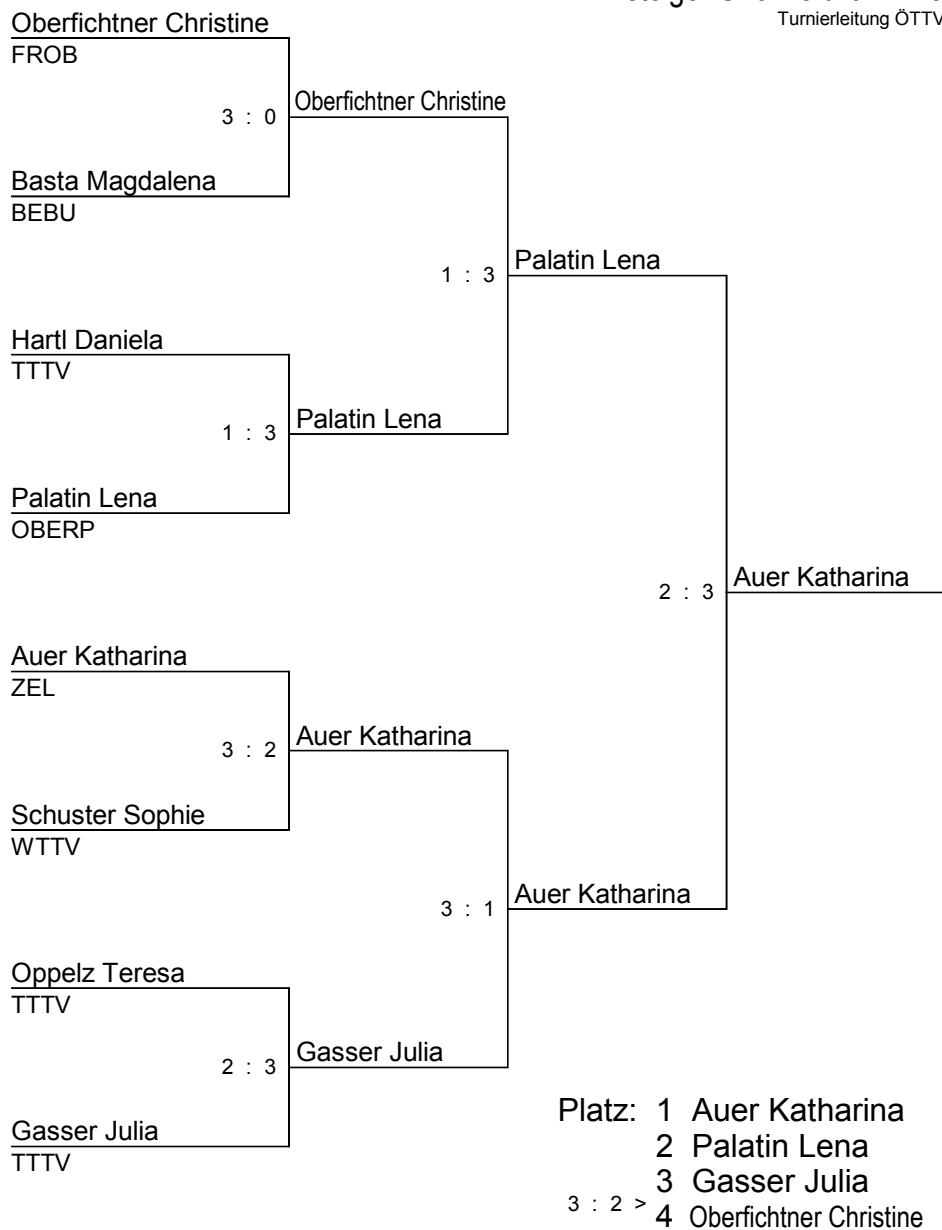 Turnierleitung ÖTTV
Oberfichtner Christine
FROB
3 : 0
Oberfichtner Christine
Basta Magdalena
BEBU
1 : 3
Palatin Lena
Hartl Daniela
TTTV
1 : 3
Palatin Lena
Palatin Lena
OBERP
2 : 3
Auer Katharina
Auer Katharina
ZEL
3 : 2
Auer Katharina
Schuster Sophie
WTTV
3 : 1
Auer Katharina
Oppelz Teresa
TTTV
2 : 3
Gasser Julia
Gasser Julia
TTTV
Platz: 1 Auer Katharina
2 Palatin Lena
3 Gasser Julia
3 : 2 >
4 Oberfichtner Christine